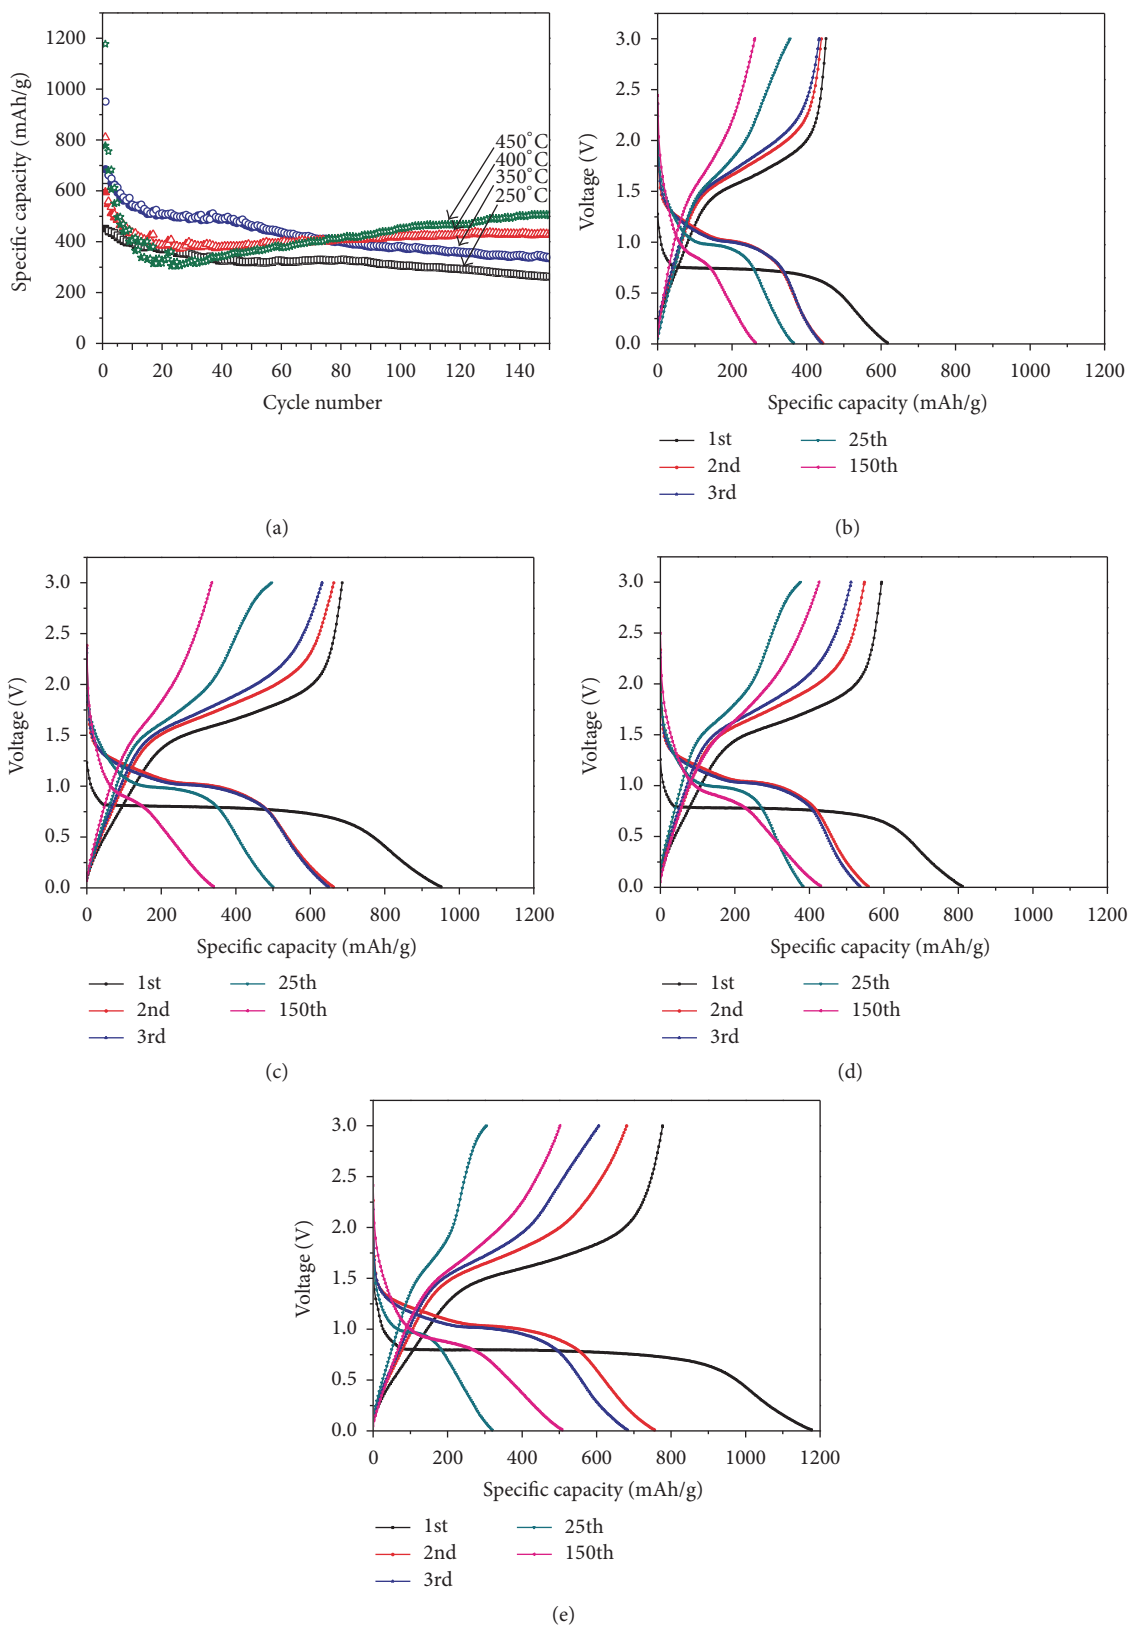 1200
1000
800
600
400
200
0
Specific capacity (mAh/g)
450°C
400°C
350°C
250°C
0 20 40 60 80 100 120 140
Cycle number
(a)
3.0
2.5
2.0
1.5
1.0
0.5
0.0
Voltage (V)
0 200 400 600 800 1000 1200
Specific capacity (mAh/g)
1st 25th
2nd 150th
3rd
(b)
3.0
2.5
2.0
1.5
1.0
0.5
0.0
Voltage (V)
0 200 400 600 800 1000 1200
Specific capacity (mAh/g)
1st 25th
2nd 150th
3rd
(c)
3.0
2.5
2.0
1.5
1.0
0.5
0.0
Voltage (V)
0 200 400 600 800 1000 1200
Specific capacity (mAh/g)
1st 25th
2nd 150th
3rd
(d)
3.0
2.5
2.0
1.5
1.0
0.5
0.0
Voltage (V)
0 200 400 600 800 1000 1200
Specific capacity (mAh/g)
1st 25th
2nd 150th
3rd
(e)